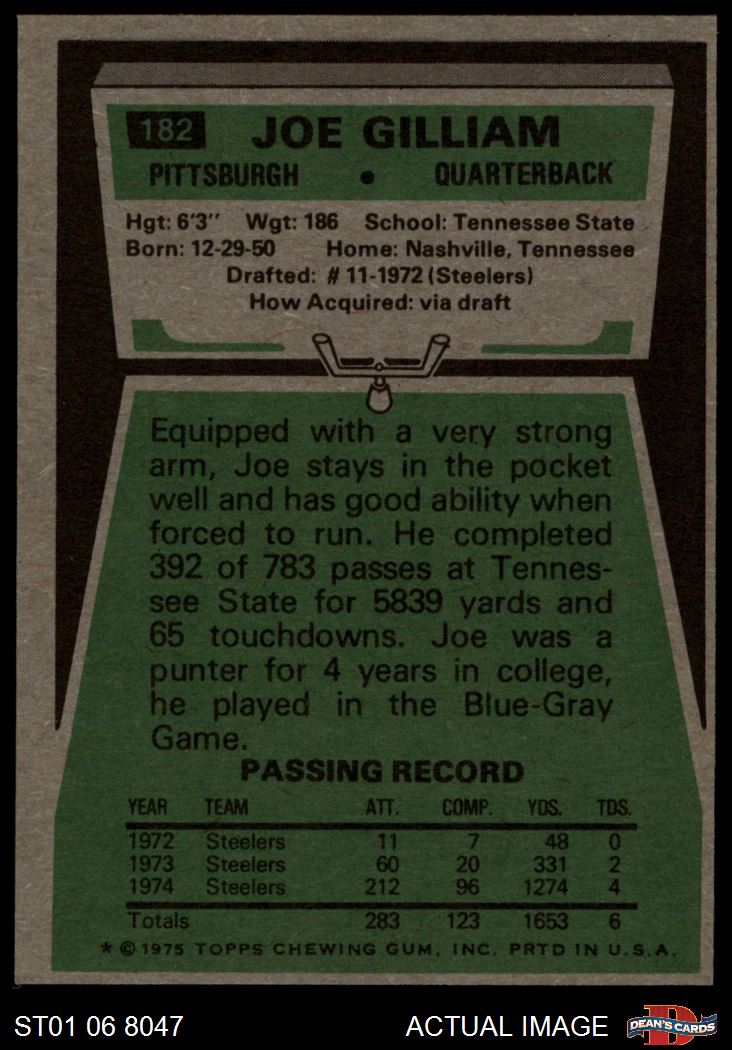 182 JOE GILLIAM
PITTSBURGH • QUARTERBACK
Hgt: 6'3" Wgt: 186 School: Tennessee State
Born: 12-29-50 Home: Nashville, Tennessee
Drafted: # 11-1972 (Steelers)
How Acquired: via draft
Equipped with a very strong
arm, Joe stays in the pocket
well and has good ability when
forced to run. He completed
392 of 783 passes at Tennes-
see State for 5839 yards and
65 touchdowns. Joe was a
punter for 4 years in college,
he played in the Blue-Gray
Game.
PASSING RECORD
YEAR TEAM ATT. COMP. YDS. TDS.
1972 Steelers 11 7 48 0
1973 Steelers 60 20 331 2
1974 Steelers 212 96 1274 4
Totals 283 123 1653 6
* © 1975 TOPPS CHEWING GUM, INC. PRTD IN U.S.A.
ST01 06 8047 ACTUAL IMAGE D DEAN'S CARDS